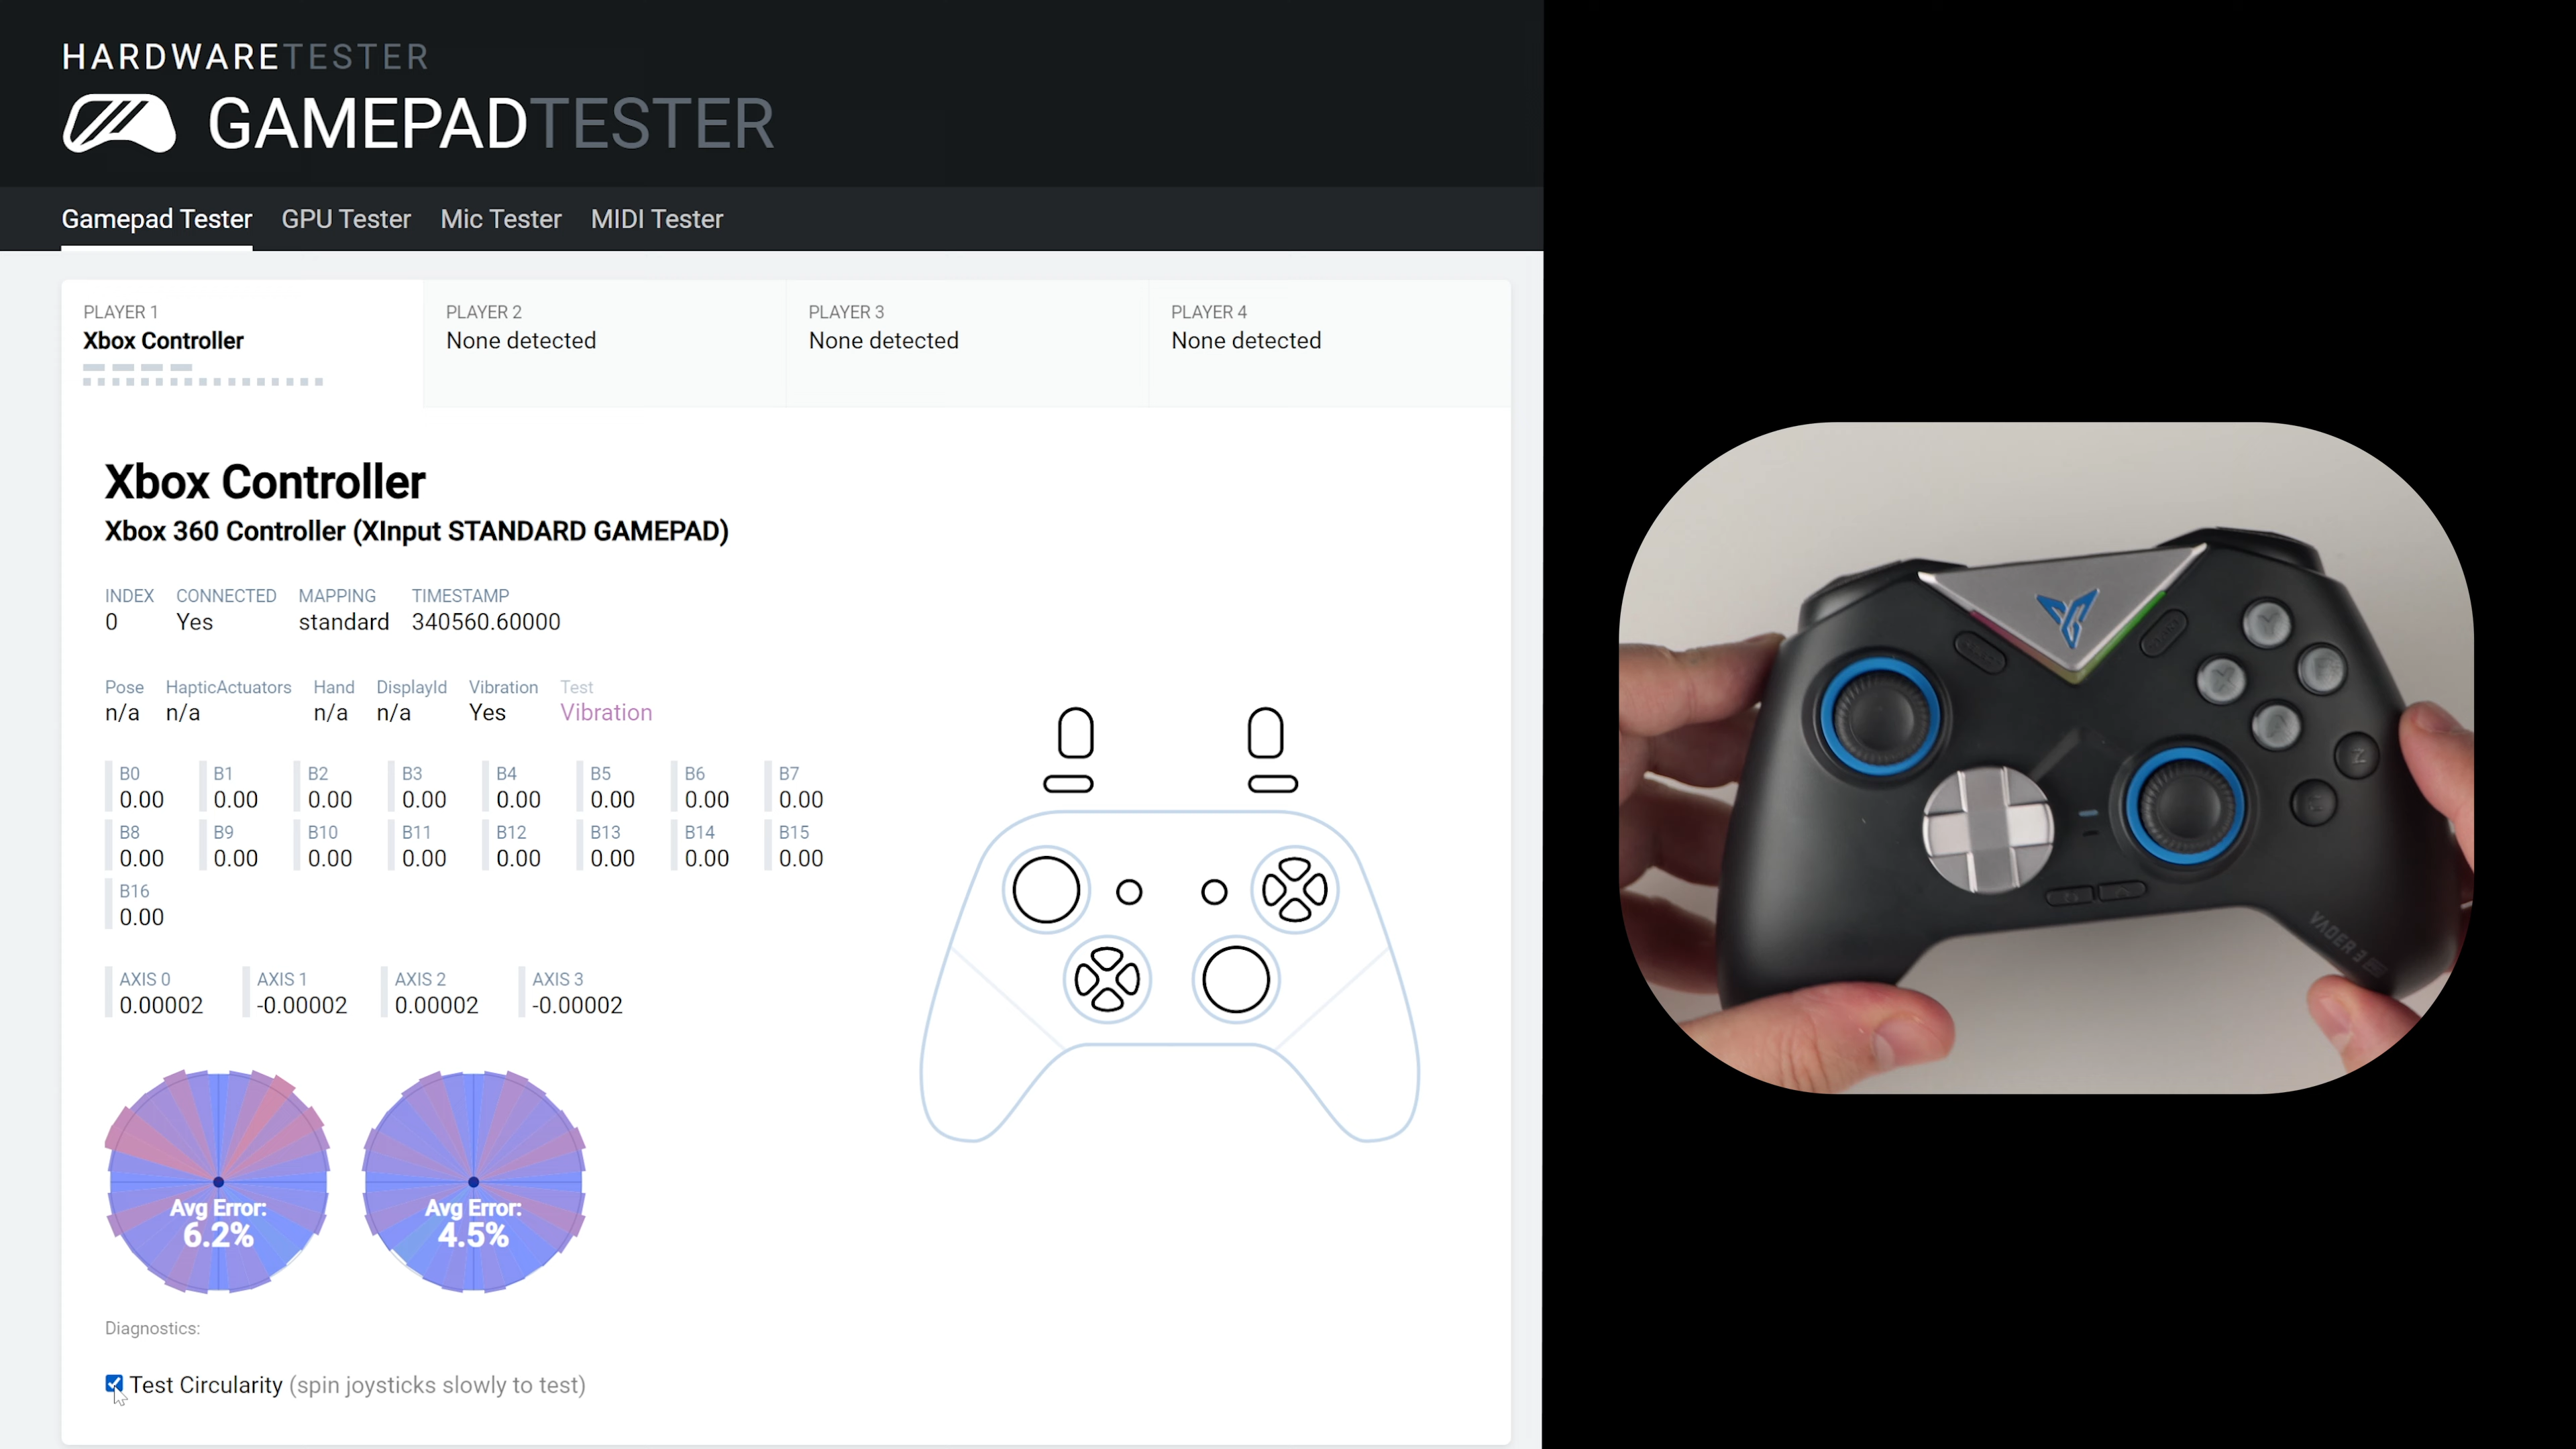 HARDWARETESTER
GAMEPADTESTER
Gamepad Tester GPU Tester Mic Tester MIDI Tester
PLAYER 1 PLAYER 2 PLAYER 3 PLAYER 4
Xbox Controller None detected None detected None detected
Xbox Controller
Xbox 360 Controller (XInput STANDARD GAMEPAD)
INDEX CONNECTED MAPPING TIMESTAMP
0 Yes standard 340560.60000
Pose HapticActuators Hand DisplayId Vibration Test
n/a n/a n/a n/a Yes Vibration
B0 B1 B2 B3 B4 B5 B6 B7
0.00 0.00 0.00 0.00 0.00 0.00 0.00 0.00
B8 B9 B10 B11 B12 B13 B14 B15
0.00 0.00 0.00 0.00 0.00 0.00 0.00 0.00
B16
0.00
AXIS 0 AXIS 1 AXIS 2 AXIS 3
0.00002 -0.00002 0.00002 -0.00002
Avg Error: Avg Error:
6.2% 4.5%
Diagnostics:
Test Circularity (spin joysticks slowly to test)
Y
X
Z
VADER 3